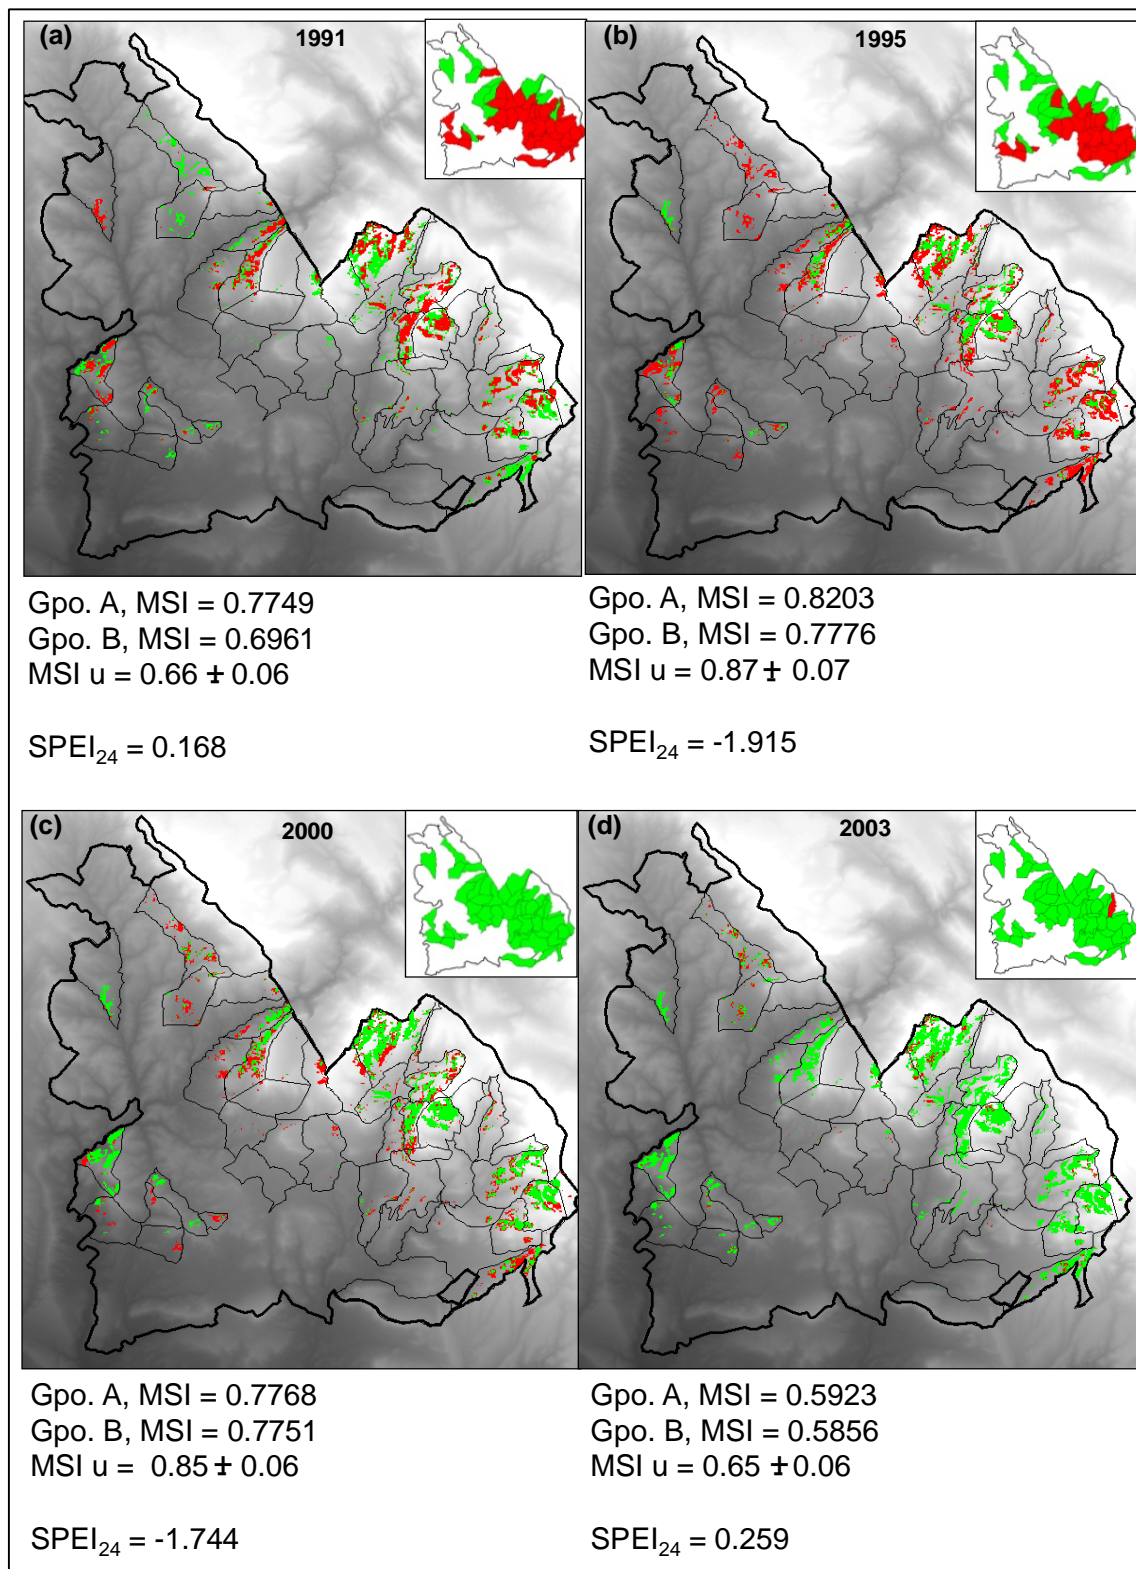 (a) 1991
Gpo. A, MSI = 0.7749
Gpo. B, MSI = 0.6961
MSI u = 0.66 ± 0.06
SPEI₂₄ = 0.168
(b) 1995
Gpo. A, MSI = 0.8203
Gpo. B, MSI = 0.7776
MSI u = 0.87 ± 0.07
SPEI₂₄ = -1.915
(c) 2000
Gpo. A, MSI = 0.7768
Gpo. B, MSI = 0.7751
MSI u = 0.85 ± 0.06
SPEI₂₄ = -1.744
(d) 2003
Gpo. A, MSI = 0.5923
Gpo. B, MSI = 0.5856
MSI u = 0.65 ± 0.06
SPEI₂₄ = 0.259